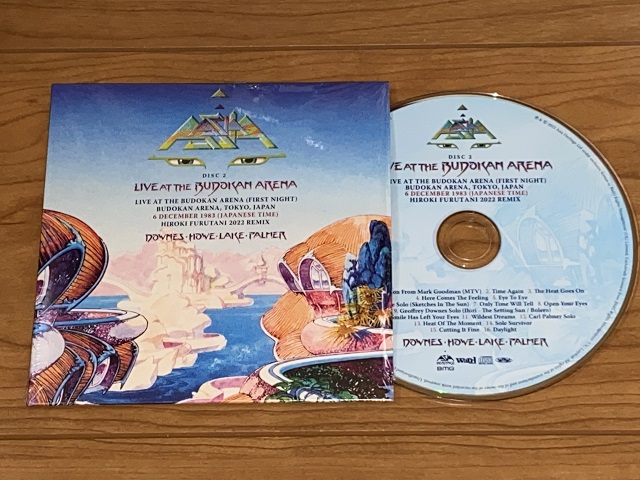 ASIA
DISC 2
LIVE AT THE BUDOKAN ARENA
LIVE AT THE BUDOKAN ARENA (FIRST NIGHT)
BUDOKAN ARENA, TOKYO, JAPAN
6 DECEMBER 1983 (JAPANESE TIME)
HIROKI FURUTANI 2022 REMIX
DOWNES · HOWE · LAKE · PALMER
ASIA
DISC 2
VE AT THE BUDOKAN ARENA
LIVE AT THE BUDOKAN ARENA (FIRST NIGHT)
BUDOKAN ARENA, TOKYO, JAPAN
6 DECEMBER 1983 (JAPANESE TIME)
HIROKI FURUTANI 2022 REMIX
From Mark Goodman (MTV) 2. Time Again 3. The Heat Goes On
4. Here Comes The Feeling 5. Eye To Eye
Solo (Sketches In The Sun) 7. Only Time Will Tell 8. Open Your Eyes
9. Geoffrey Downes Solo (Ihiri - The Setting Sun / Bolero)
mile Has Left Your Eyes 11. Wildest Dreams 12. Carl Palmer Solo
13. Heat Of The Moment 14. Sole Survivor
15. Cutting It Fine 16. Daylight
DOWNES · HOWE · LAKE · PALMER
BMG